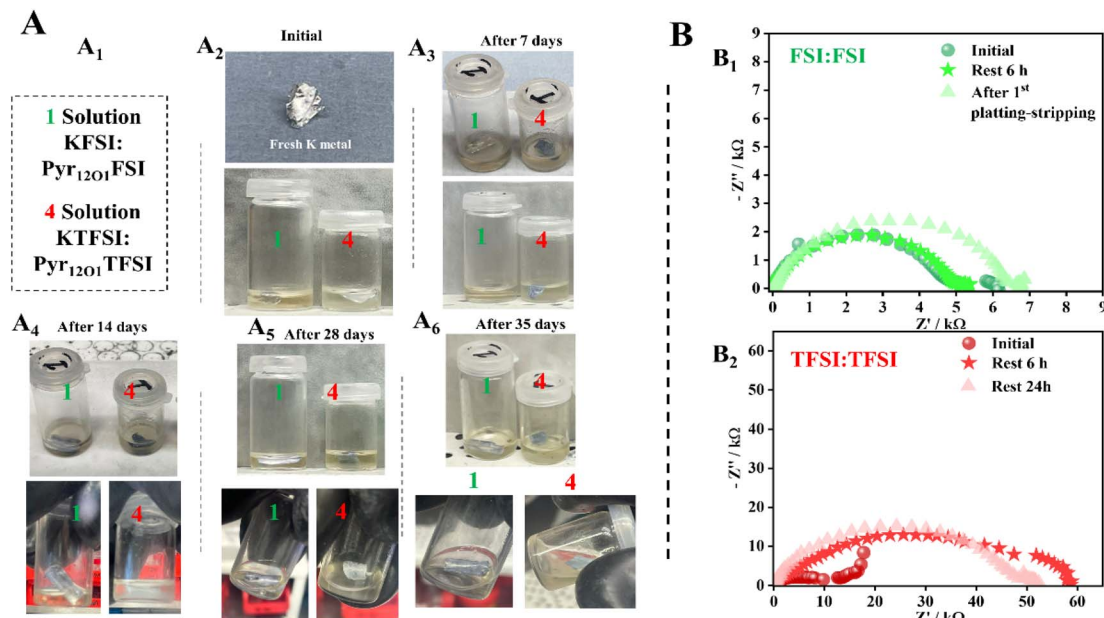 A
A1
1 Solution
KFSI:
Pyr12O1FSI
4 Solution
KTFSI:
Pyr12O1TFSI
A2
Initial
Fresh K metal
1
4
A3
After 7 days
1
4
1
4
A4
After 14 days
1
4
1
4
A5
After 28 days
1
4
1
4
A6
After 35 days
1
4
1
4
B
B1
FSI:FSI
Initial
Rest 6 h
After 1st
platting-stripping
- Z'' / kΩ
9
8
7
6
5
4
3
2
1
0
0 1 2 3 4 5 6 7 8 9
Z' / kΩ
B2
TFSI:TFSI
Initial
Rest 6 h
Rest 24h
- Z'' / kΩ
60
50
40
30
20
10
0
0 10 20 30 40 50 60
Z' / kΩ